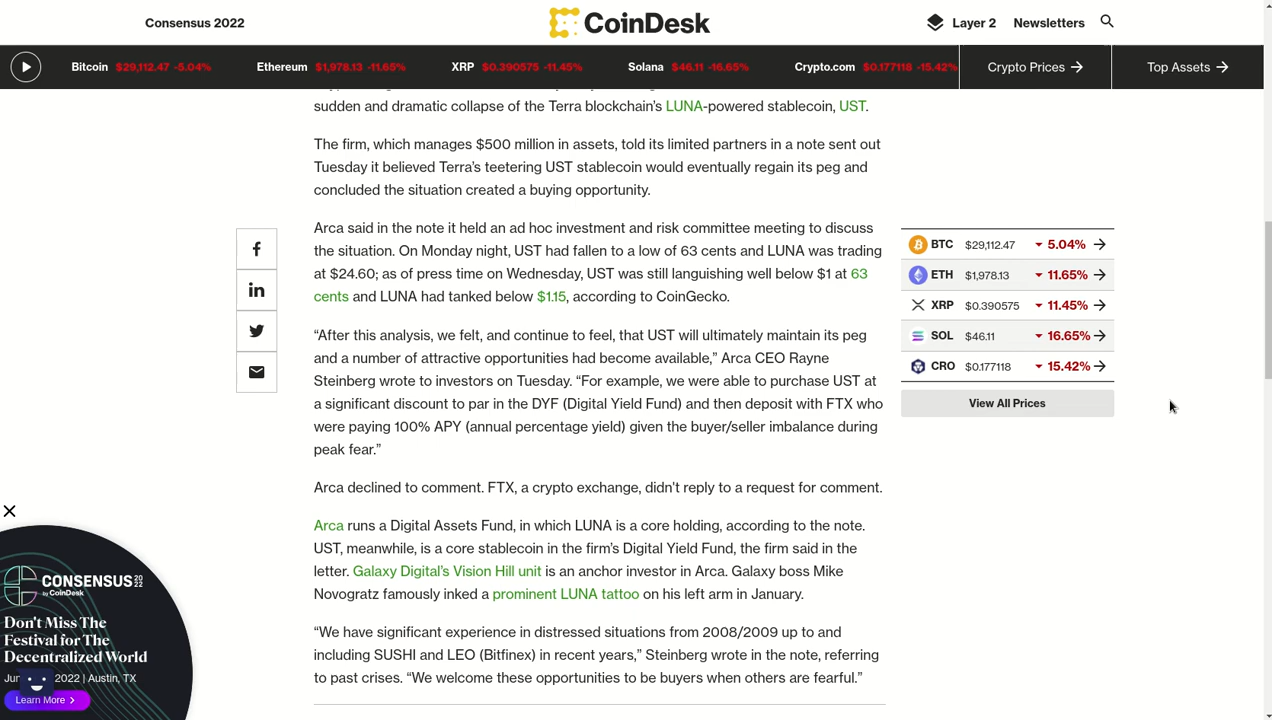 Consensus 2022
CoinDesk
Layer 2
Newsletters
Bitcoin $29,112.47 -5.04%
Ethereum $1,978.13 -11.65%
XRP $0.390575 -11.45%
Solana $46.11 -16.65%
Crypto.com $0.177118 -15.42%
Crypto Prices
Top Assets
sudden and dramatic collapse of the Terra blockchain’s LUNA-powered stablecoin, UST.
The firm, which manages $500 million in assets, told its limited partners in a note sent out
Tuesday it believed Terra’s teetering UST stablecoin would eventually regain its peg and
concluded the situation created a buying opportunity.
Arca said in the note it held an ad hoc investment and risk committee meeting to discuss
the situation. On Monday night, UST had fallen to a low of 63 cents and LUNA was trading
at $24.60; as of press time on Wednesday, UST was still languishing well below $1 at 63
cents and LUNA had tanked below $1.15, according to CoinGecko.
“After this analysis, we felt, and continue to feel, that UST will ultimately maintain its peg
and a number of attractive opportunities had become available,” Arca CEO Rayne
Steinberg wrote to investors on Tuesday. “For example, we were able to purchase UST at
a significant discount to par in the DYF (Digital Yield Fund) and then deposit with FTX who
were paying 100% APY (annual percentage yield) given the buyer/seller imbalance during
peak fear.”
Arca declined to comment. FTX, a crypto exchange, didn’t reply to a request for comment.
Arca runs a Digital Assets Fund, in which LUNA is a core holding, according to the note.
UST, meanwhile, is a core stablecoin in the firm’s Digital Yield Fund, the firm said in the
letter. Galaxy Digital’s Vision Hill unit is an anchor investor in Arca. Galaxy boss Mike
Novogratz famously inked a prominent LUNA tattoo on his left arm in January.
“We have significant experience in distressed situations from 2008/2009 up to and
including SUSHI and LEO (Bitfinex) in recent years,” Steinberg wrote in the note, referring
to past crises. “We welcome these opportunities to be buyers when others are fearful.”
BTC $29,112.47 5.04%
ETH $1,978.13 11.65%
XRP $0.390575 11.45%
SOL $46.11 16.65%
CRO $0.177118 15.42%
View All Prices
CONSENSUS 2022
by CoinDesk
Don't Miss The
Festival for The
Decentralized World
2022 | Austin, TX
Learn More